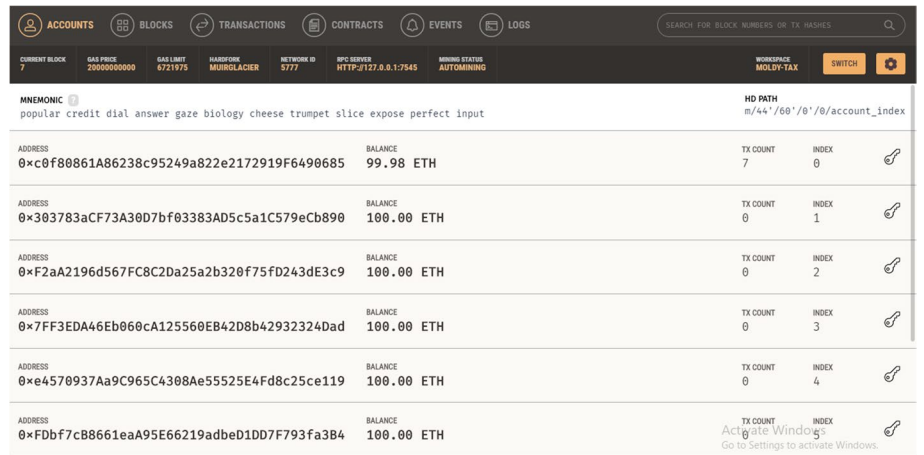 ACCOUNTS BLOCKS TRANSACTIONS CONTRACTS EVENTS LOGS SEARCH FOR BLOCK NUMBERS OR TX HASHES
CURRENT BLOCK GAS PRICE GAS LIMIT HARDFORK NETWORK ID RPC SERVER MINING STATUS WORKSPACE
7 20000000000 6721975 MUIRGLACIER 5777 HTTP://127.0.0.1:7545 AUTOMINING MOLDY-TAX SWITCH
MNEMONIC ? HD PATH
popular credit dial answer gaze biology cheese trumpet slice expose perfect input m/44'/60'/0'/0/account_index
ADDRESS BALANCE TX COUNT INDEX
0×c0f80861A86238c95249a822e2172919F6490685 99.98 ETH 7 0
ADDRESS BALANCE TX COUNT INDEX
0×303783aCF73A30D7bf03383AD5c5a1C579eCb890 100.00 ETH 0 1
ADDRESS BALANCE TX COUNT INDEX
0×F2aA2196d567FC8C2Da25a2b320f75fD243dE3c9 100.00 ETH 0 2
ADDRESS BALANCE TX COUNT INDEX
0×7FF3EDA46Eb060cA125560EB42D8b42932324Dad 100.00 ETH 0 3
ADDRESS BALANCE TX COUNT INDEX
0×e4570937Aa9C965C4308Ae55525E4Fd8c25ce119 100.00 ETH 0 4
ADDRESS BALANCE TX COUNT INDEX
0×FDbf7cB8661eaA95E66219adbeD1DD7F793fa3B4 100.00 ETH 0 5
Activate Windows
Go to Settings to activate Windows.